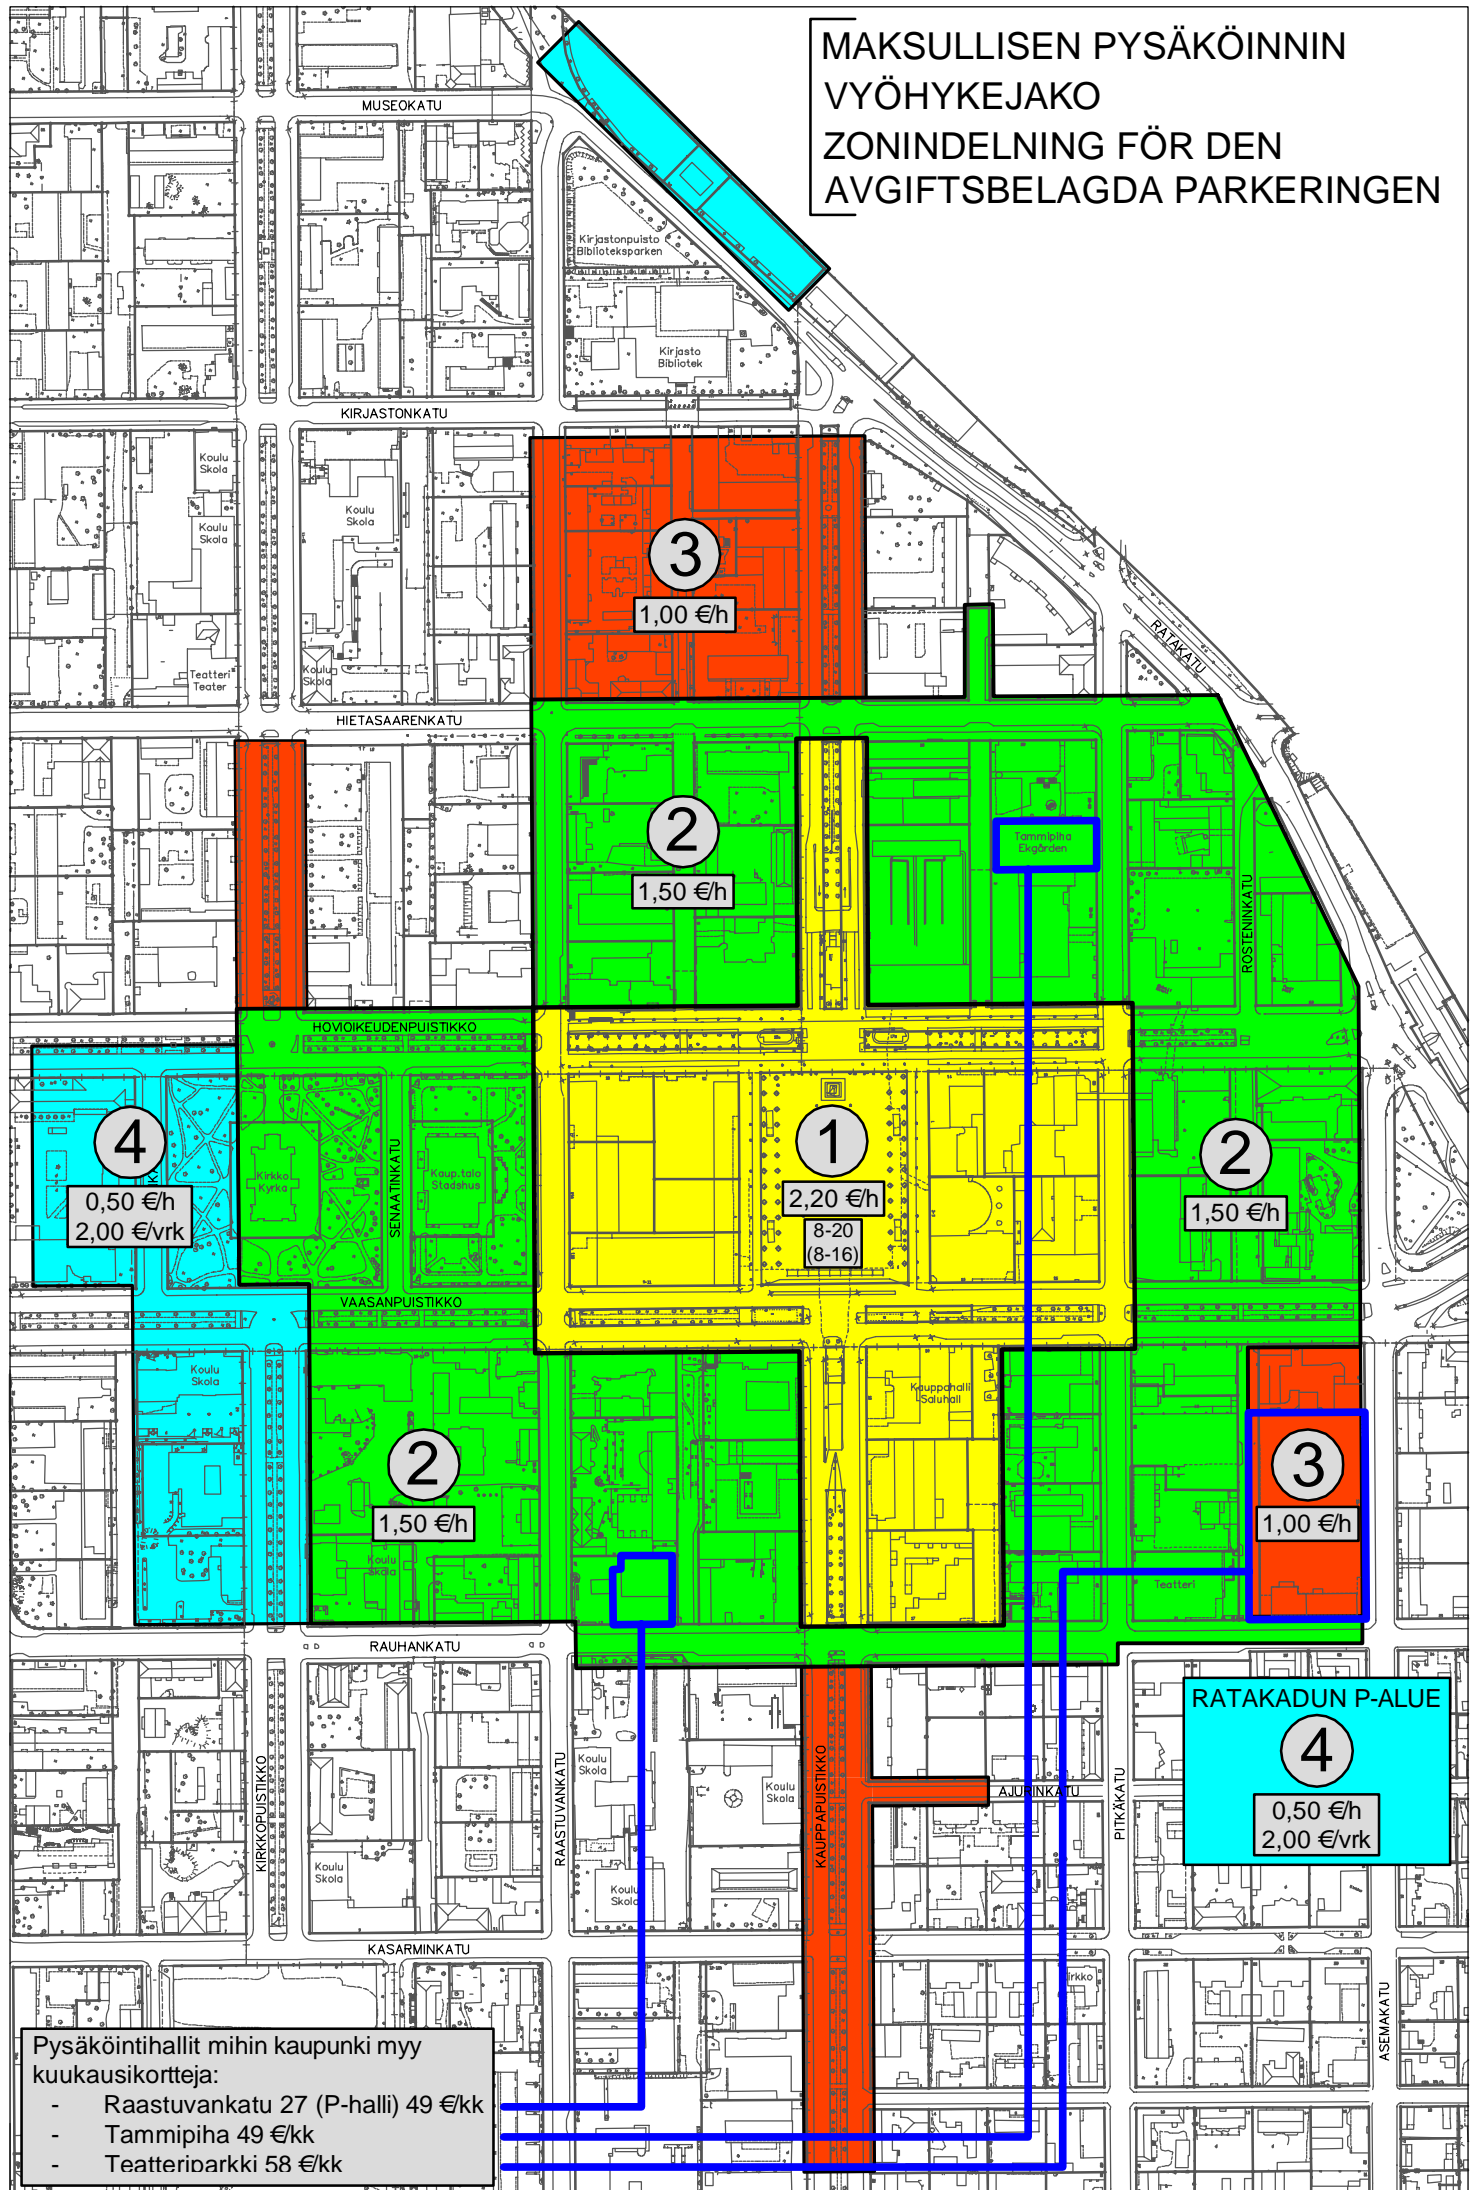 MAKSULLISEN PYSÄKÖINNIN
VYÖHYKEJAKO
ZONINDELNING FÖR DEN
AVGIFTSBELAGDA PARKERINGEN
MUSEOKATU
Kirjastonpuisto
Biblioteksparken
Kirjasto
Bibliotek
KIRJASTONKATU
Koulu
Skola
Koulu
Skola
Koulu
Skola
3
1,00 €/h
RATAKATU
Teatteri
Teater
Koulu
Skola
HIETASAARENKATU
2
1,50 €/h
Tammipiha
Ekgården
ROSTENINKATU
HOVIOIKEUDENPUISTIKKO
4
0,50 €/h
2,00 €/vrk
Kirkko
Kyrka
SENAATINKATU
Kaup.talo
Stadshus
1
2,20 €/h
8-20
(8-16)
2
1,50 €/h
VAASANPUISTIKKO
Koulu
Skola
Kauppahalli
Saluhall
2
1,50 €/h
3
1,00 €/h
Koulu
Skola
Teatteri
RAUHANKATU
KIRKKOPUISTIKKO
RAASTUVANKATU
Koulu
Skola
Koulu
Skola
KAUPPAPUISTIKKO
AJURINKATU
PITKÄKATU
RATAKADUN P-ALUE
4
0,50 €/h
2,00 €/vrk
Koulu
Skola
Koulu
Skola
KASARMINKATU
irkko
ASEMAKATU
Pysäköintihallit mihin kaupunki myy
kuukausikortteja:
- Raastuvankatu 27 (P-halli) 49 €/kk
- Tammipiha 49 €/kk
- Teatteriparkki 58 €/kk